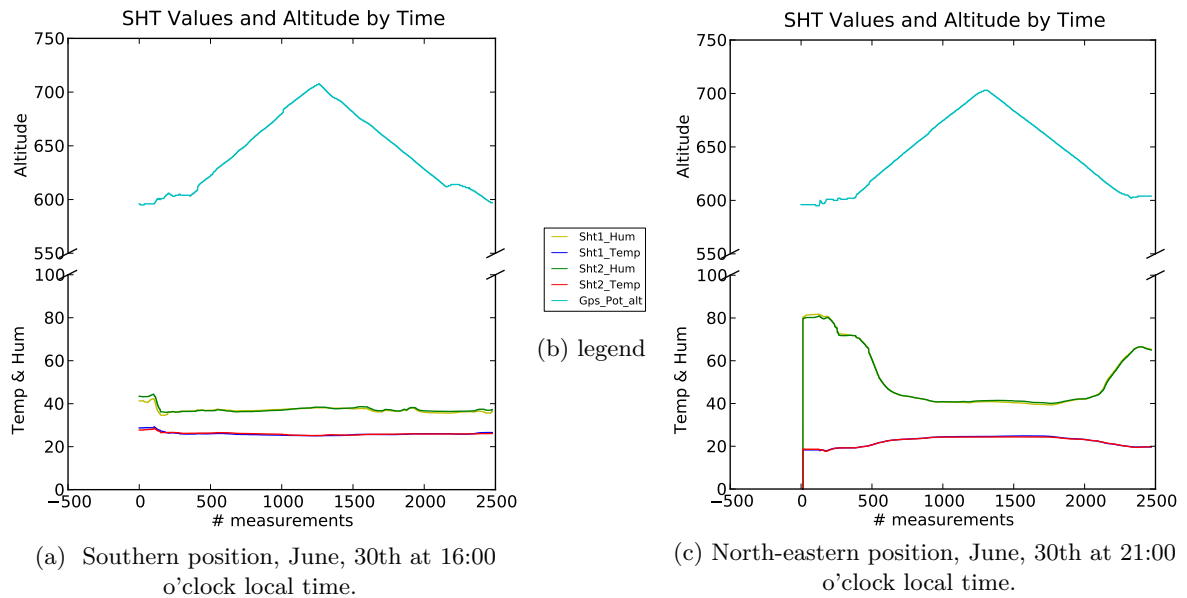 SHT Values and Altitude by Time
750
700
650
600
550
Altitude
100
80
60
40
20
0
Temp & Hum
−500 0 500 1000 1500 2000 2500
# measurements
(a) Southern position, June, 30th at 16:00
o'clock local time.
Sht1_Hum
Sht1_Temp
Sht2_Hum
Sht2_Temp
Gps_Pot_alt
(b) legend
SHT Values and Altitude by Time
750
700
650
600
550
Altitude
100
80
60
40
20
0
Temp & Hum
−500 0 500 1000 1500 2000 2500
# measurements
(c) North-eastern position, June, 30th at 21:00
o'clock local time.